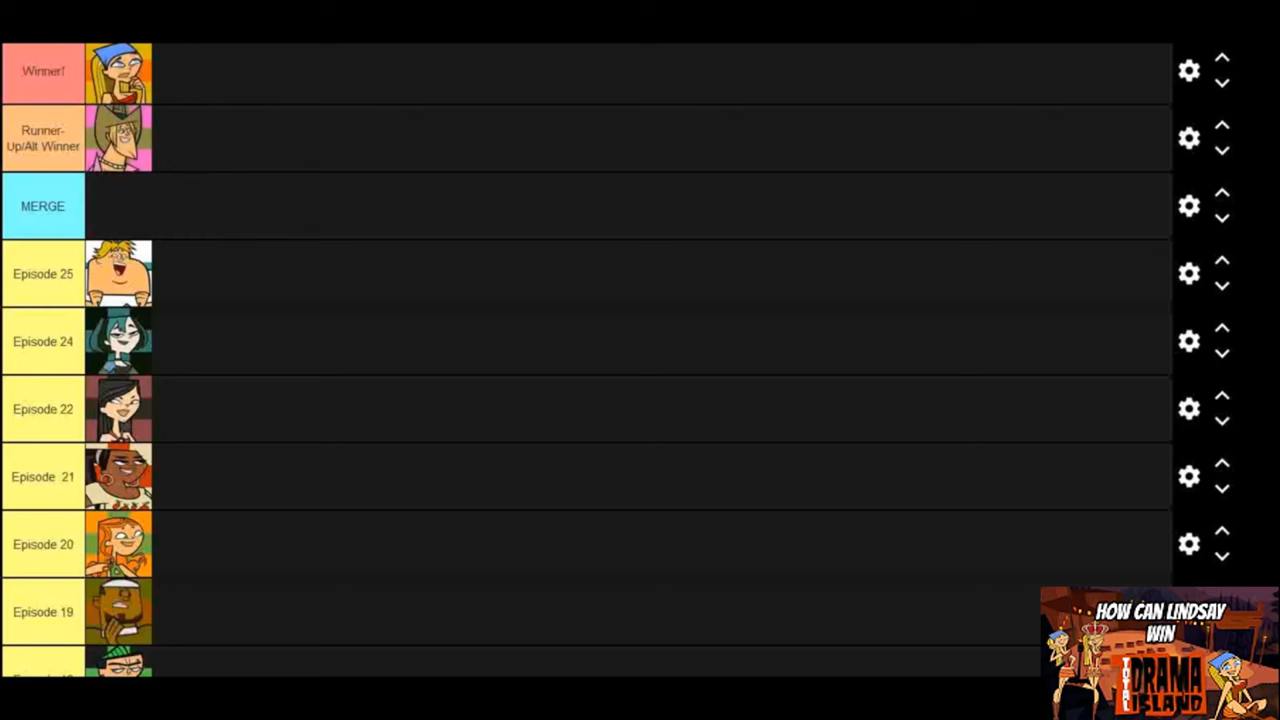 Winner!
Runner-
Up/Alt Winner
MERGE
Episode 25
Episode 24
Episode 22
Episode 21
Episode 20
Episode 19
HOW CAN LINDSAY
WIN
TOTAL
DRAMA
ISLAND